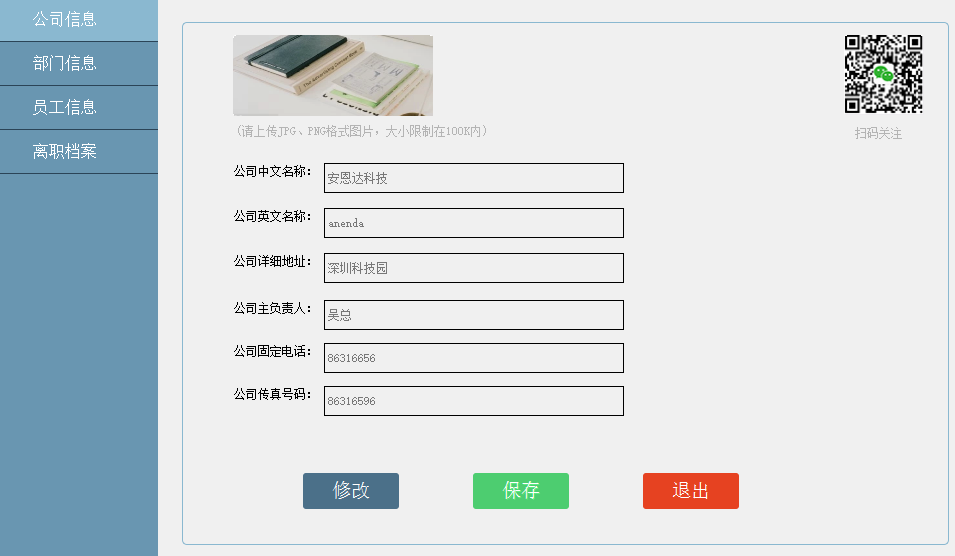 公司信息
部门信息
员工信息
离职档案
(请上传JPG、PNG格式图片，大小限制在100K内)
扫码关注
公司中文名称：
安恩达科技
公司英文名称：
anenda
公司详细地址：
深圳科技园
公司主负责人：
吴总
公司固定电话：
86316656
公司传真号码：
86316596
修改
保存
退出